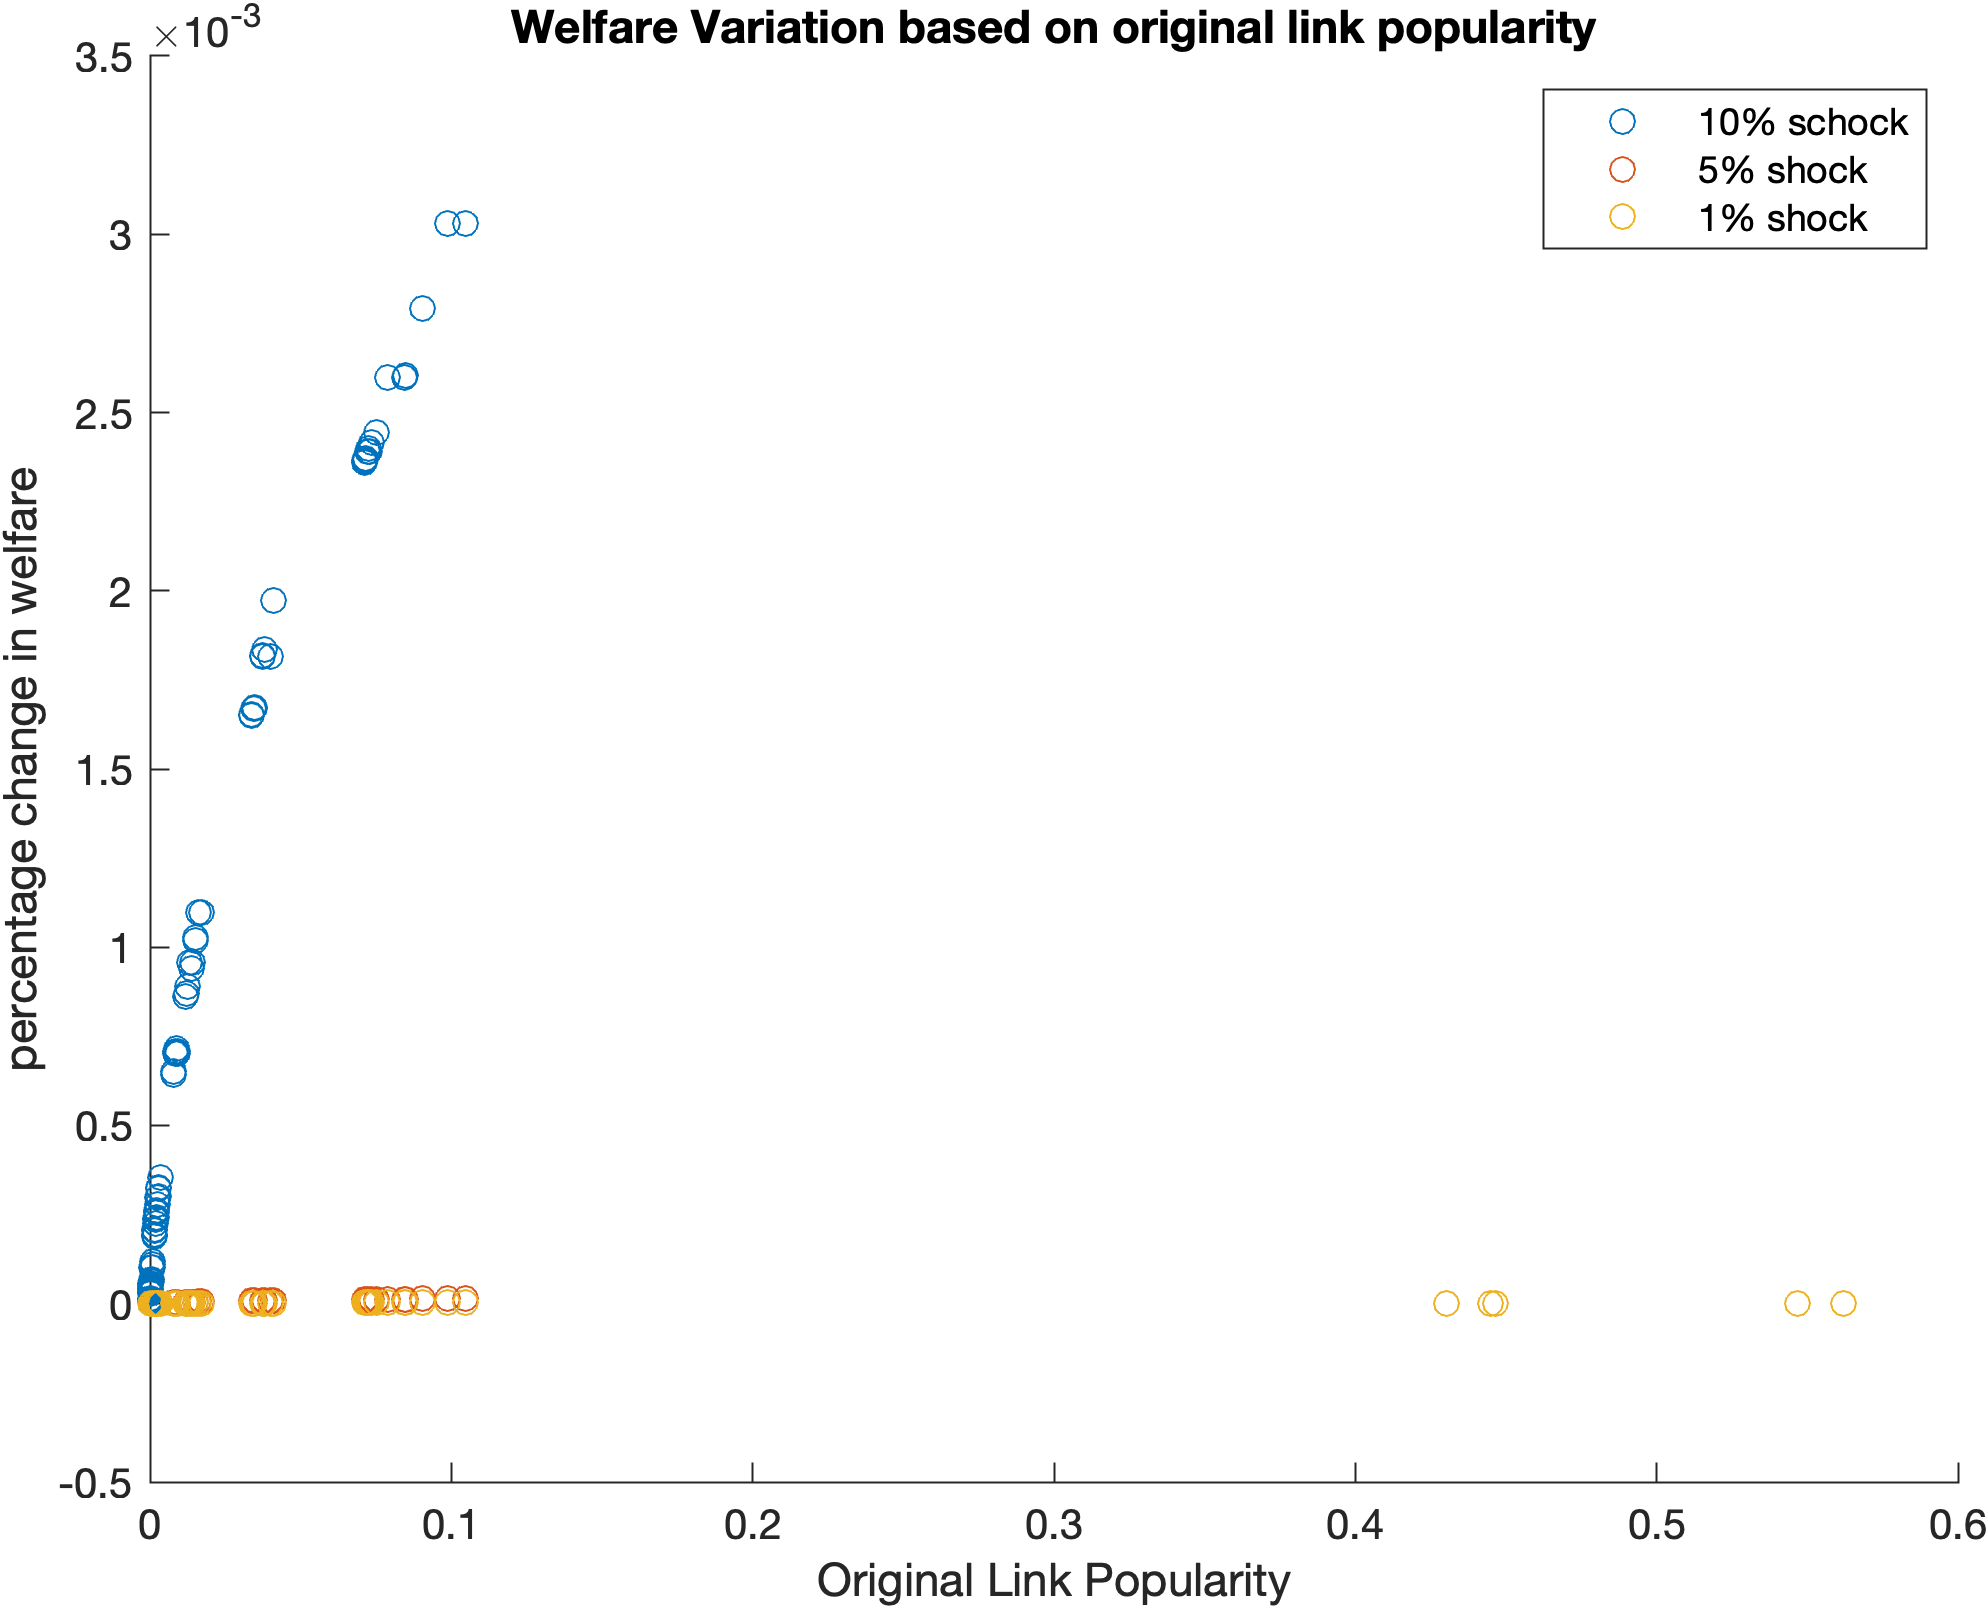 Welfare Variation based on original link popularity
×10⁻³
3.5
3
2.5
2
1.5
1
0.5
0
-0.5
percentage change in welfare
10% schock
5% shock
1% shock
0 0.1 0.2 0.3 0.4 0.5 0.6
Original Link Popularity